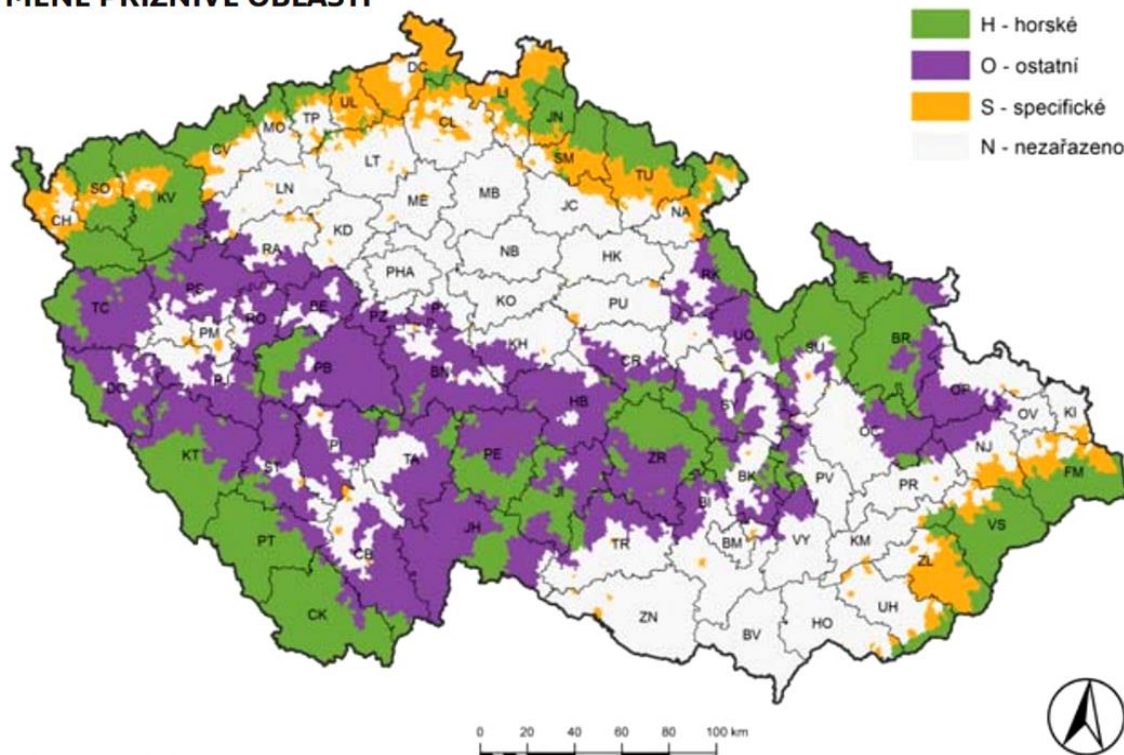 MÉNĚ PŘÍZNIVÉ OBLASTI
H - horské
O - ostatní
S - specifické
N - nezařazeno
DC
LI
UL
CL
JN
MO
TP
CV
SM
LT
TU
SO
KV
LN
MB
ME
JC
CH
NA
KD
RA
NB
HK
PHA
RK
JE
PS
KO
PU
TC
BE
RO
PZ
PY
PM
UO
BR
SU
KH
CR
DO
PJ
PB
BN
HB
SY
OP
OV
KI
OC
PI
NJ
KT
ST
TA
PE
ZR
FM
BK
PV
PR
JI
BI
VS
JH
PT
CB
TR
BM
VY
KM
ZL
CK
ZN
UH
HO
BV
0 20 40 60 80 100 km